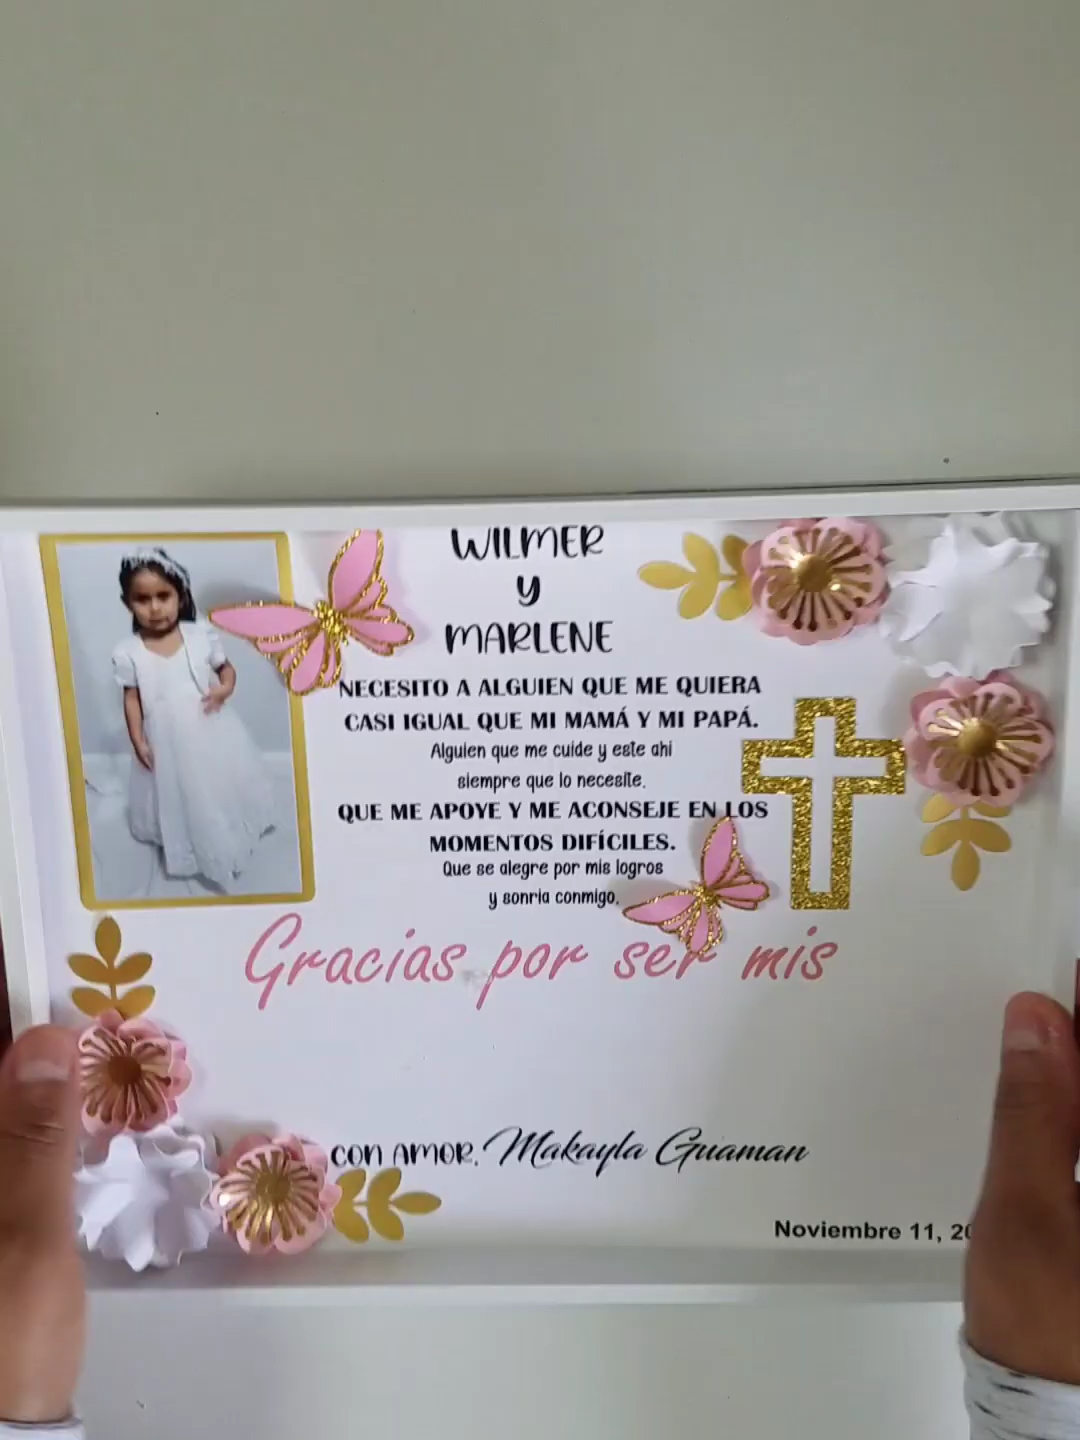 WILMER
y
MARLENE
NECESITO A ALGUIEN QUE ME QUIERA
CASI IGUAL QUE MI MAMÁ Y MI PAPÁ.
Alguien que me cuide y este ahi
siempre que lo necesite.
QUE ME APOYE Y ME ACONSEJE EN LOS
MOMENTOS DIFÍCILES.
Que se alegre por mis logros
y sonria conmigo.
Gracias por ser mis
CON AMOR, Makayla Guaman
Noviembre 11, 20